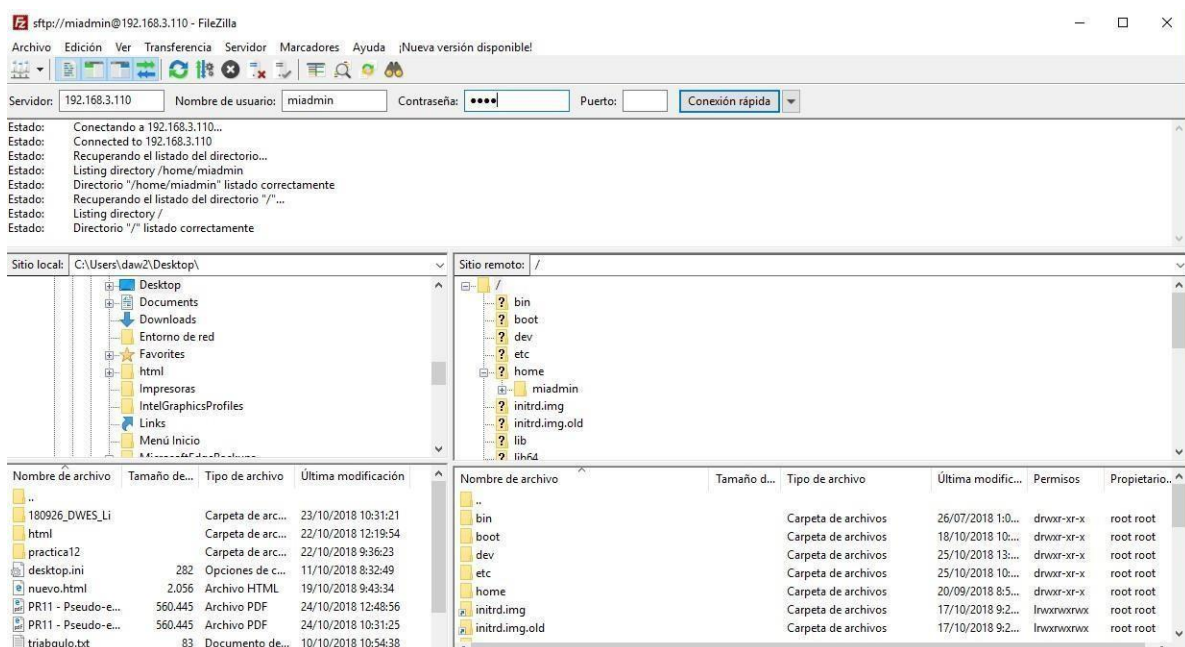 sftp://miadmin@192.168.3.110 - FileZilla
Archivo Edición Ver Transferencia Servidor Marcadores Ayuda ¡Nueva versión disponible!
Servidor: 192.168.3.110 Nombre de usuario: miadmin Contraseña: ●●●● Puerto: Conexión rápida
Estado: Conectando a 192.168.3.110...
Estado: Connected to 192.168.3.110
Estado: Recuperando el listado del directorio...
Estado: Listing directory /home/miadmin
Estado: Directorio "/home/miadmin" listado correctamente
Estado: Recuperando el listado del directorio "/"...
Estado: Listing directory /
Estado: Directorio "/" listado correctamente
Sitio local: C:\Users\daw2\Desktop\
Desktop
Documents
Downloads
Entorno de red
Favorites
html
Impresoras
IntelGraphicsProfiles
Links
Menú Inicio
Sitio remoto: /
/
? bin
? boot
? dev
? etc
? home
miadmin
? initrd.img
? initrd.img.old
? lib
? lib64
Nombre de archivo Tamaño de... Tipo de archivo Última modificación
..
180926_DWES_Li Carpeta de arc... 23/10/2018 10:31:21
html Carpeta de arc... 22/10/2018 12:19:54
practica12 Carpeta de arc... 22/10/2018 9:36:23
desktop.ini 282 Opciones de c... 11/10/2018 8:32:49
nuevo.html 2.056 Archivo HTML 19/10/2018 9:43:34
PR11 - Pseudo-e... 560.445 Archivo PDF 24/10/2018 12:48:56
PR11 - Pseudo-e... 560.445 Archivo PDF 24/10/2018 10:31:25
triabgulo.txt 83 Documento de... 10/10/2018 10:54:38
Nombre de archivo Tamaño d... Tipo de archivo Última modific... Permisos Propietario...
..
bin Carpeta de archivos 26/07/2018 1:0... drwxr-xr-x root root
boot Carpeta de archivos 18/10/2018 10:... drwxr-xr-x root root
dev Carpeta de archivos 25/10/2018 13:... drwxr-xr-x root root
etc Carpeta de archivos 25/10/2018 10:... drwxr-xr-x root root
home Carpeta de archivos 20/09/2018 8:5... drwxr-xr-x root root
initrd.img Carpeta de archivos 17/10/2018 9:2... lrwxrwxrwx root root
initrd.img.old Carpeta de archivos 17/10/2018 9:2... lrwxrwxrwx root root